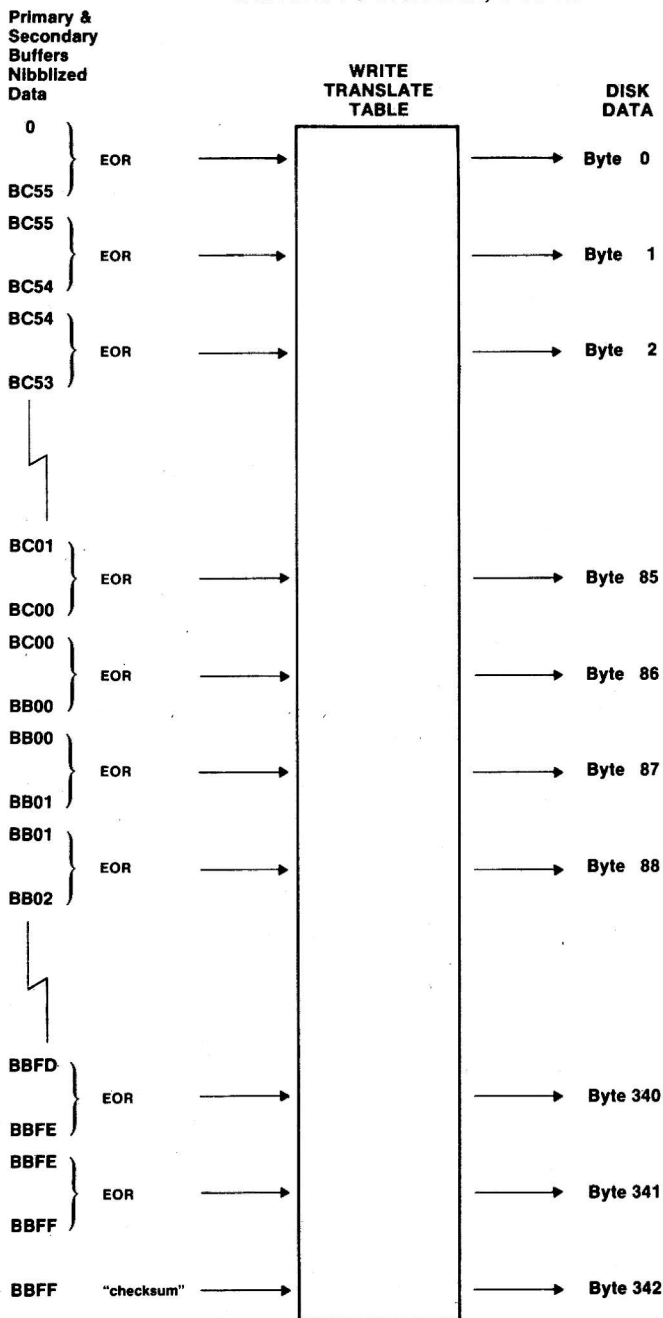 Primary &
Secondary
Buffers
Nibblized
Data
WRITE
TRANSLATE
TABLE
DISK
DATA
0
EOR
Byte 0
BC55
BC55
EOR
Byte 1
BC54
BC54
EOR
Byte 2
BC53
BC01
EOR
Byte 85
BC00
BC00
EOR
Byte 86
BB00
BB00
EOR
Byte 87
BB01
BB01
EOR
Byte 88
BB02
BBFD
EOR
Byte 340
BBFE
BBFE
EOR
Byte 341
BBFF
BBFF "checksum" Byte 342